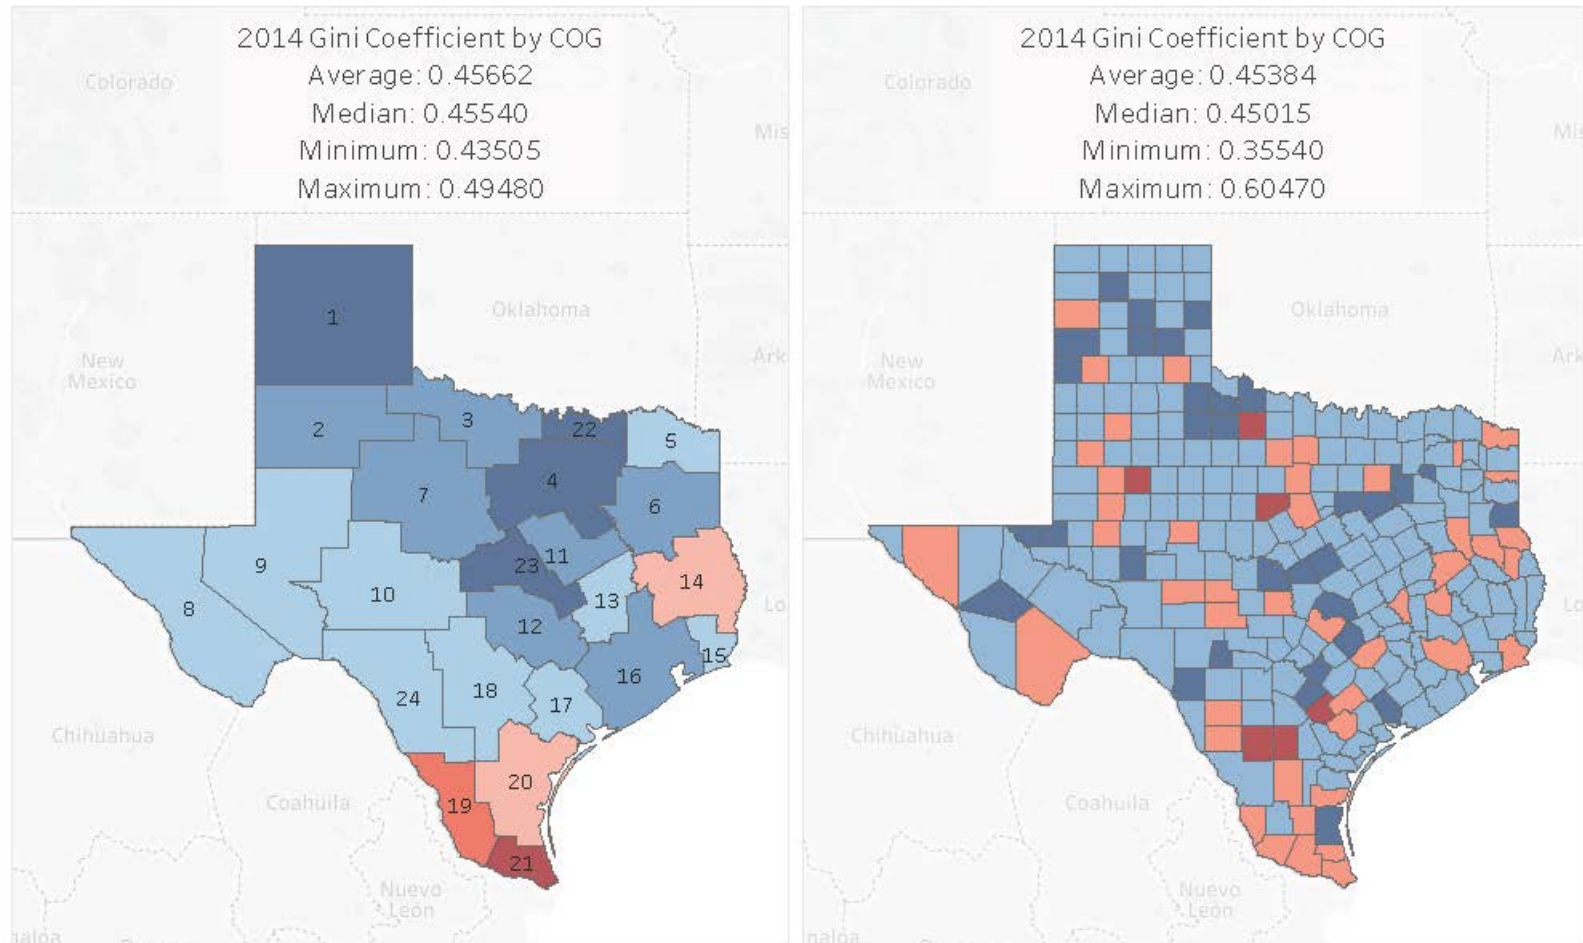 2014 Gini Coefficient by COG
Average: 0.45662
Median: 0.45540
Minimum: 0.43505
Maximum: 0.49480
Colorado
Mis
Oklahoma
New
Mexico
Ark
Lo
Chihuahua
Coahuila
Nuevo
León
naloa
1
2
3
22
5
4
7
6
23
11
9
10
13
14
8
12
15
16
18
17
24
20
19
21
2014 Gini Coefficient by COG
Average: 0.45384
Median: 0.45015
Minimum: 0.35540
Maximum: 0.60470
Colorado
Mis
Oklahoma
New
Mexico
Ark
Lo
Chihuahua
Coahuila
Nuevo
León
naloa